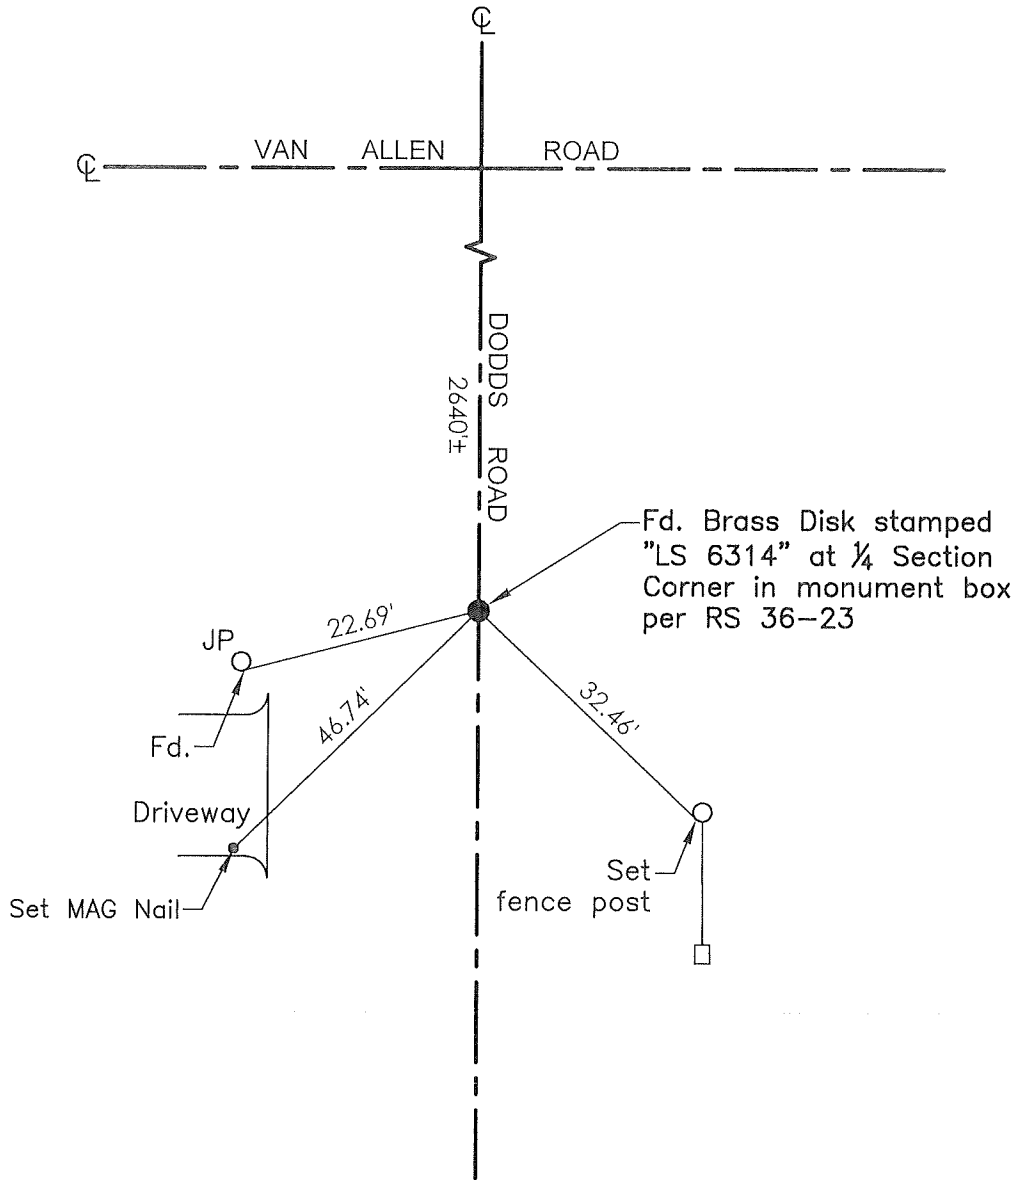 ℄
℄ VAN ALLEN ROAD
DODDS ROAD
2640'±
Fd. Brass Disk stamped
"LS 6314" at ¼ Section
Corner in monument box
per RS 36-23
22.69'
JP
46.74'
32.46'
Fd.
Driveway
Set MAG Nail
Set
fence post